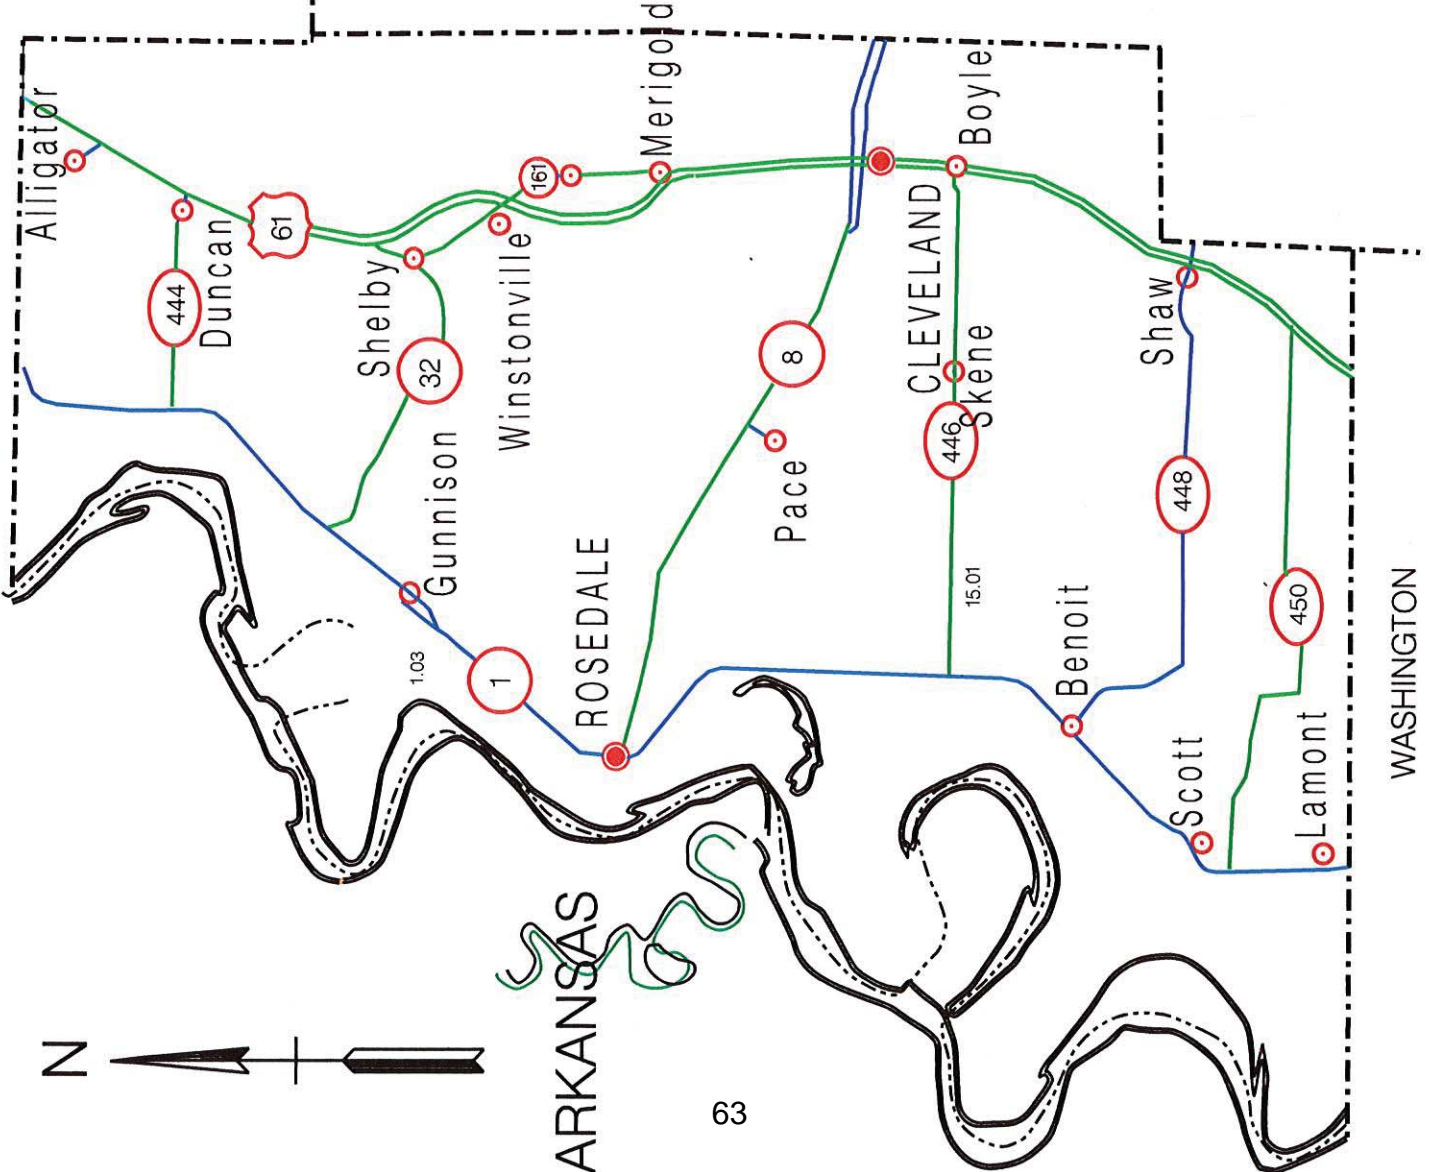 Alligator
Duncan
444
61
Shelby
32
Winstonville
161
Merigold
Gunnison
1.03
1
ROSEDALE
8
Pace
CLEVELAND
Boyle
Skene
446
15.01
Benoit
Shaw
448
Scott
450
Lamont
WASHINGTON
ARKANSAS
N
63